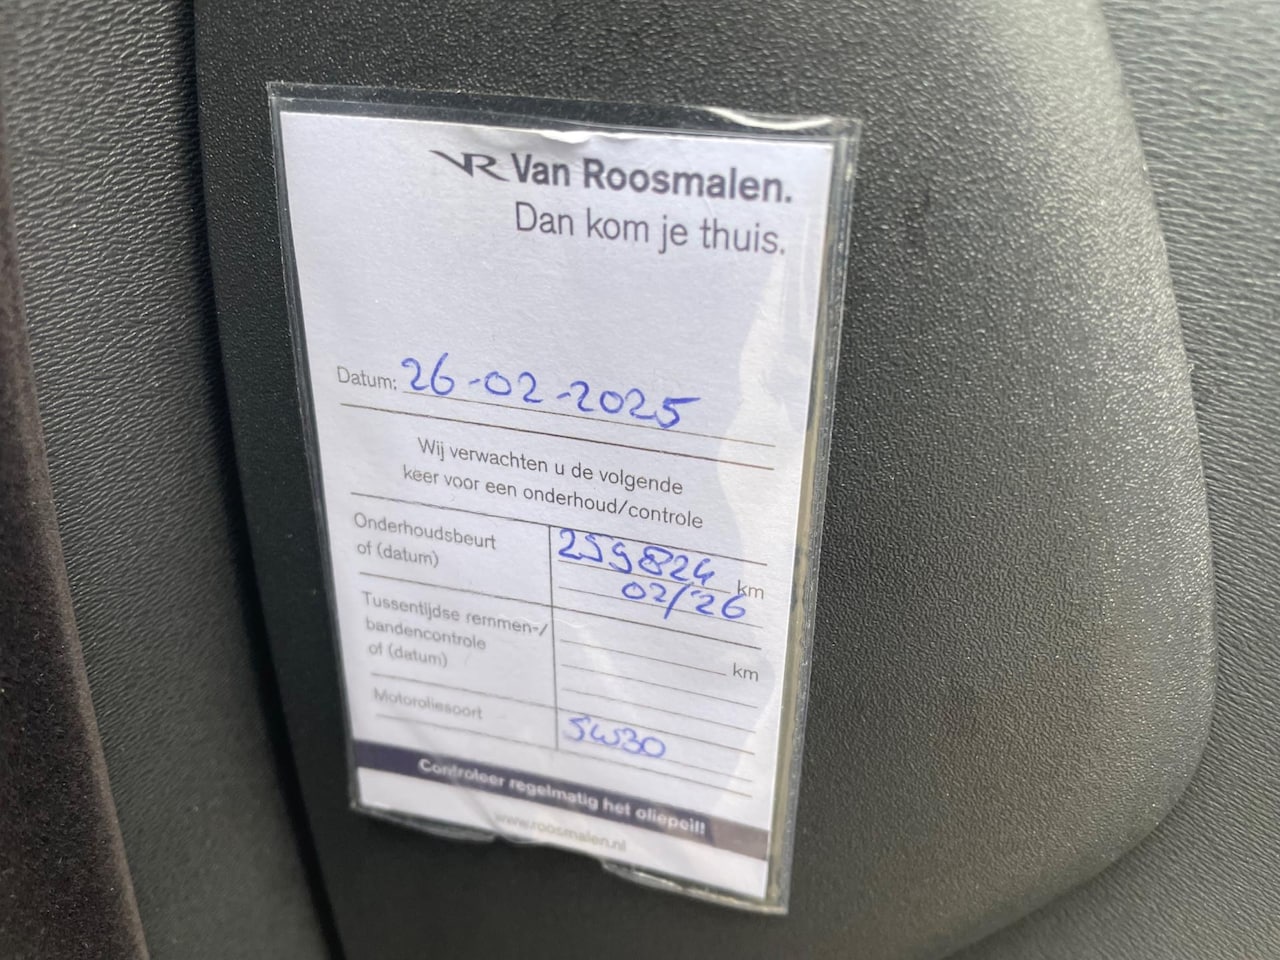 VR Van Roosmalen.
Dan kom je thuis.
Datum: 26-02-2025
Wij verwachten u de volgende
keer voor een onderhoud/controle
Onderhoudsbeurt 259824 km
of (datum) 02/'26
Tussentijdse remmen-/
bandencontrole km
of (datum)
Motoroliesoort 5W30
Controleer regelmatig het oliepeil!
www.roosmalen.nl